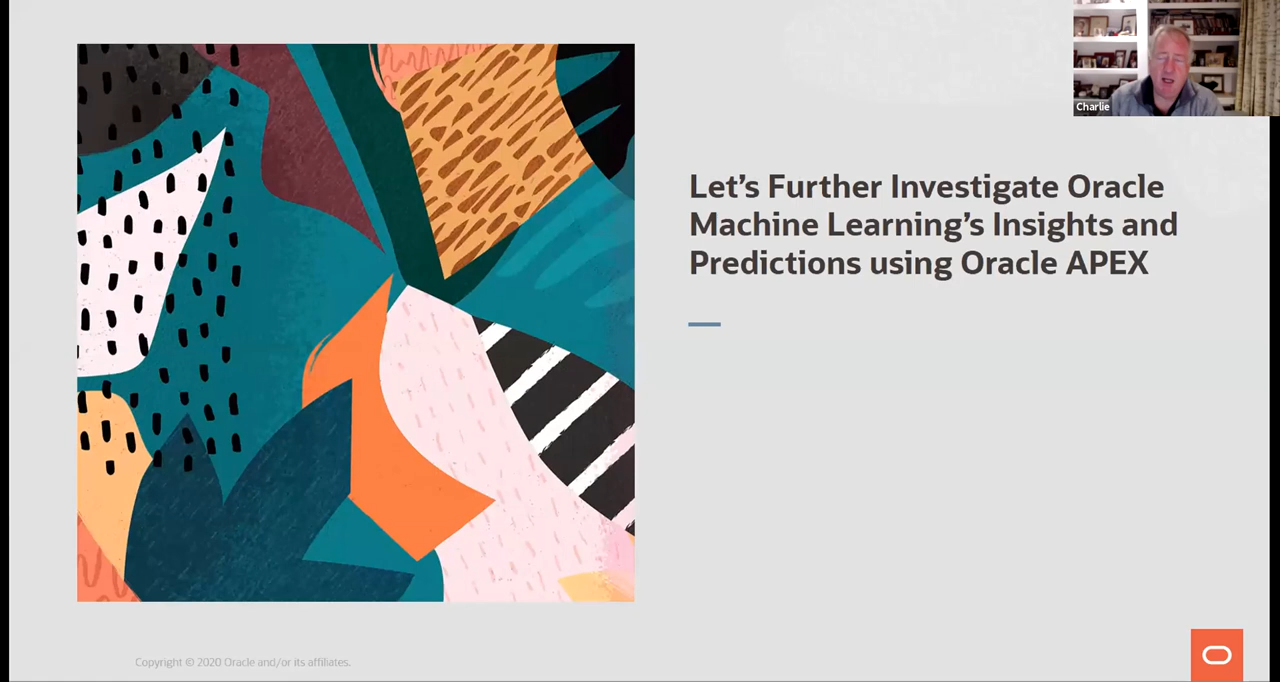 Charlie
Let’s Further Investigate Oracle
Machine Learning’s Insights and
Predictions using Oracle APEX
Copyright © 2020 Oracle and/or its affiliates.